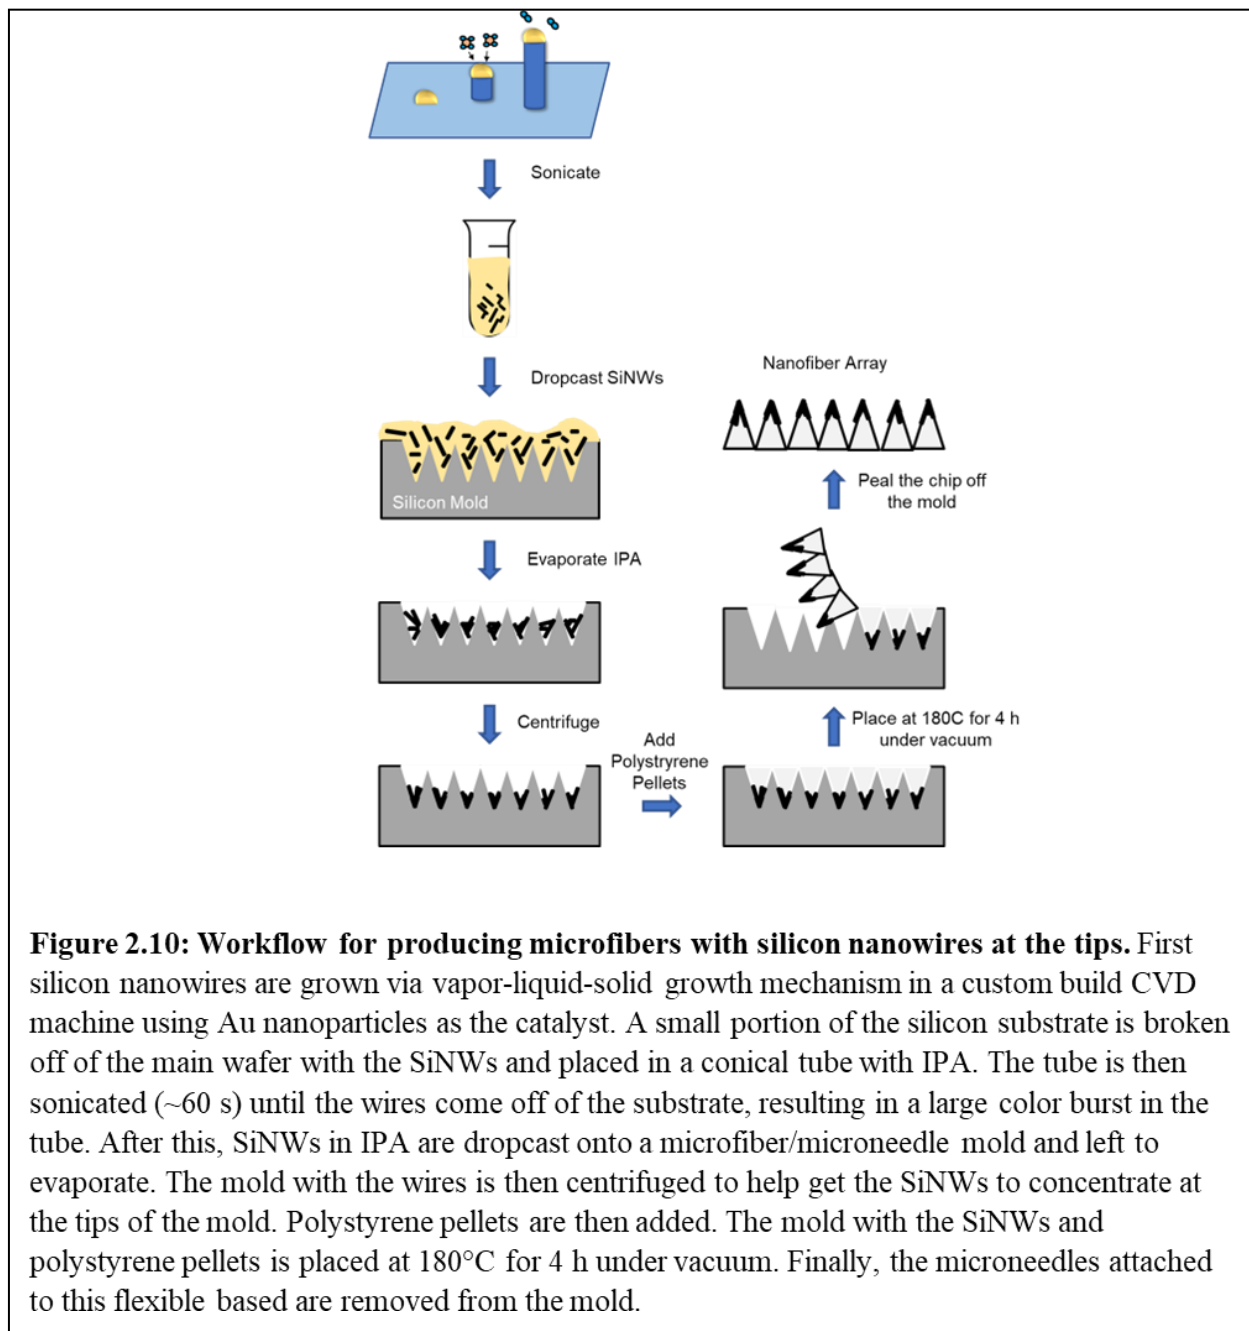 Sonicate
Dropcast SiNWs
Silicon Mold
Evaporate IPA
Centrifuge
Add
Polystryrene
Pellets
Place at 180C for 4 h
under vacuum
Peal the chip off
the mold
Nanofiber Array
Figure 2.10: Workflow for producing microfibers with silicon nanowires at the tips. First
silicon nanowires are grown via vapor-liquid-solid growth mechanism in a custom build CVD
machine using Au nanoparticles as the catalyst. A small portion of the silicon substrate is broken
off of the main wafer with the SiNWs and placed in a conical tube with IPA. The tube is then
sonicated (~60 s) until the wires come off of the substrate, resulting in a large color burst in the
tube. After this, SiNWs in IPA are dropcast onto a microfiber/microneedle mold and left to
evaporate. The mold with the wires is then centrifuged to help get the SiNWs to concentrate at
the tips of the mold. Polystyrene pellets are then added. The mold with the SiNWs and
polystyrene pellets is placed at 180°C for 4 h under vacuum. Finally, the microneedles attached
to this flexible based are removed from the mold.